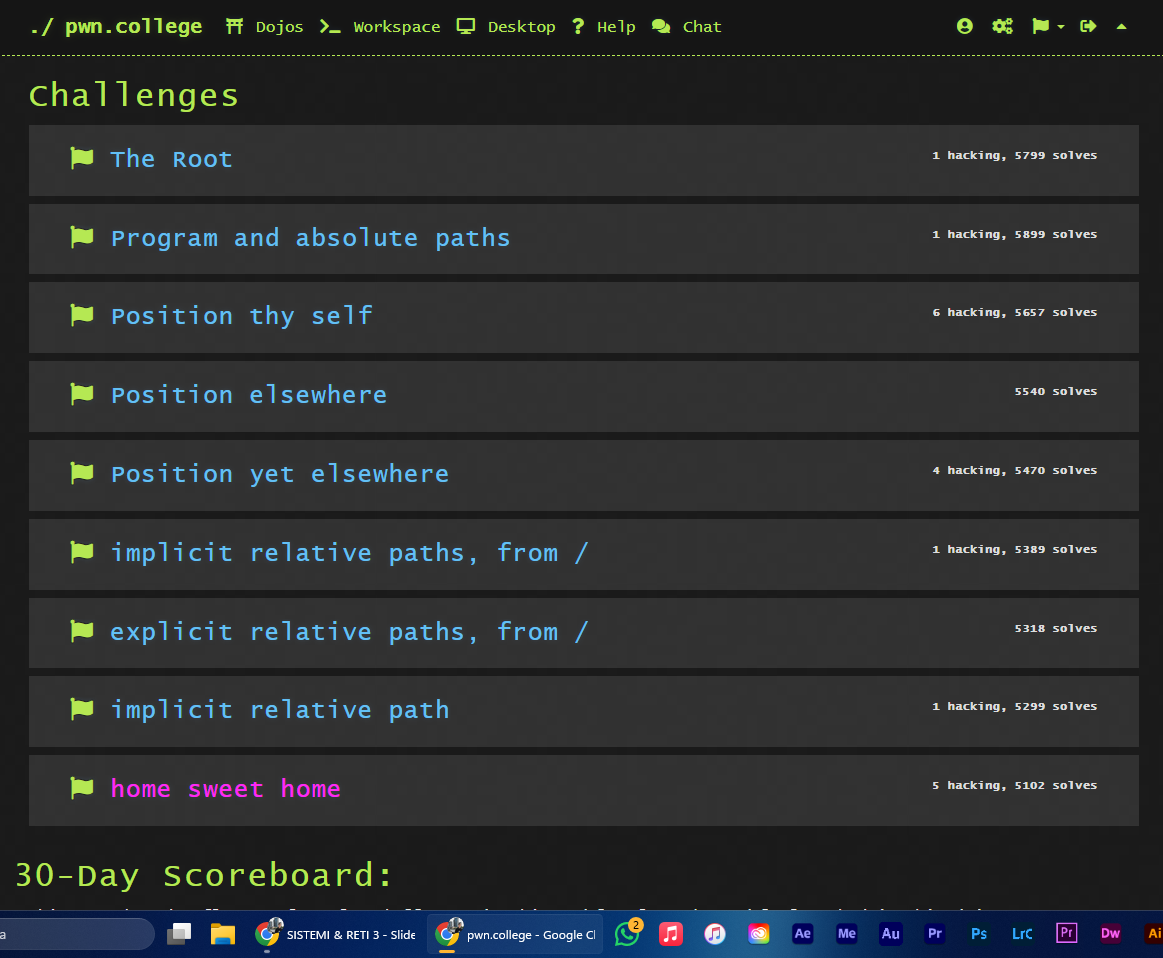 ./ pwn.college Dojos Workspace Desktop ? Help Chat
Challenges
The Root 1 hacking, 5799 solves
Program and absolute paths 1 hacking, 5899 solves
Position thy self 6 hacking, 5657 solves
Position elsewhere 5540 solves
Position yet elsewhere 4 hacking, 5470 solves
implicit relative paths, from / 1 hacking, 5389 solves
explicit relative paths, from / 5318 solves
implicit relative path 1 hacking, 5299 solves
home sweet home 5 hacking, 5102 solves
30-Day Scoreboard:
a SISTEMI & RETI 3 - Slide pwn.college - Google Cl 2 Ae Me Au Pr Ps LrC Pr Dw Ai